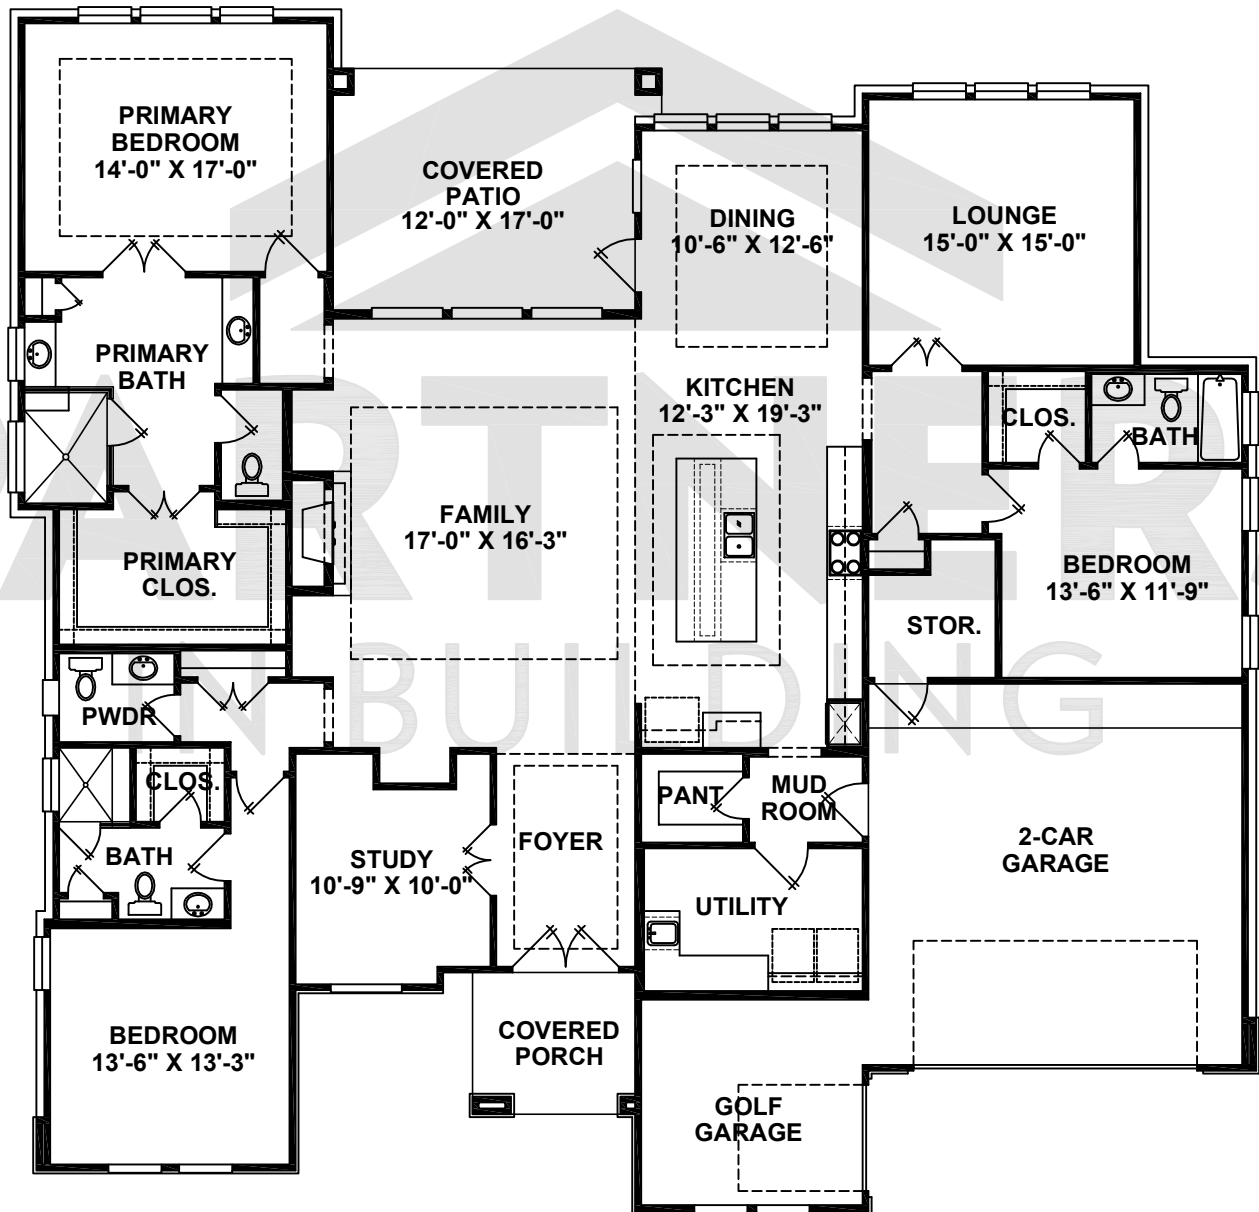 PRIMARY
BEDROOM
14'-0" X 17'-0"
COVERED
PATIO
12'-0" X 17'-0"
DINING
10'-6" X 12'-6"
LOUNGE
15'-0" X 15'-0"
PRIMARY
BATH
KITCHEN
12'-3" X 19'-3"
CLOS.
BATH
FAMILY
17'-0" X 16'-3"
PRIMARY
CLOS.
BEDROOM
13'-6" X 11'-9"
STOR.
PWDR
CLOS.
BATH
STUDY
10'-9" X 10'-0"
FOYER
PANT
MUD
ROOM
UTILITY
2-CAR
GARAGE
BEDROOM
13'-6" X 13'-3"
COVERED
PORCH
GOLF
GARAGE
PARTNERS
IN BUILDING